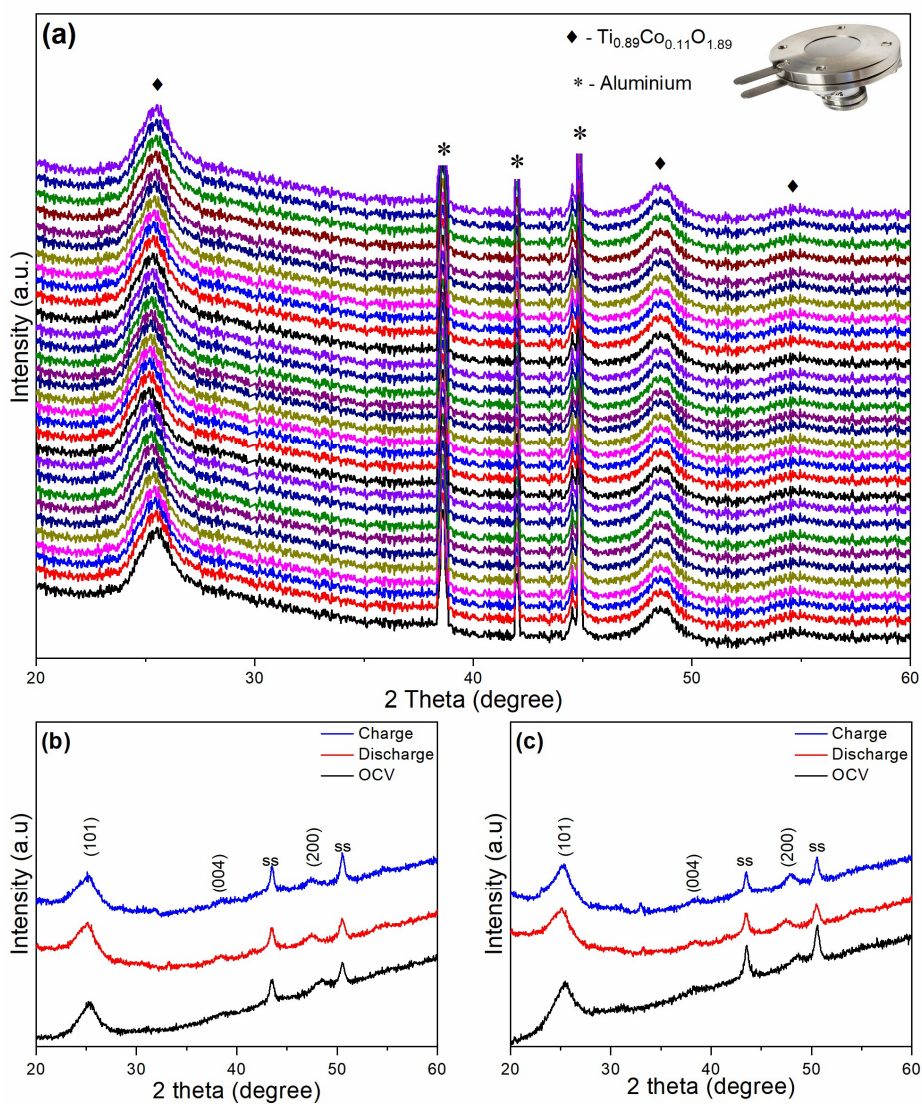 (a)
♦ - Ti0.89Co0.11O1.89
* - Aluminium
♦
* * *
♦
♦
Intensity (a.u.)
20 30 40 50 60
2 Theta (degree)
(b)
Charge
Discharge
OCV
(101)
(004)
ss
(200)
ss
Intensity (a.u)
20 30 40 50 60
2 theta (degree)
(c)
Charge
Discharge
OCV
(101)
(004)
ss
(200)
ss
Intensity (a.u)
20 30 40 50 60
2 theta (degree)